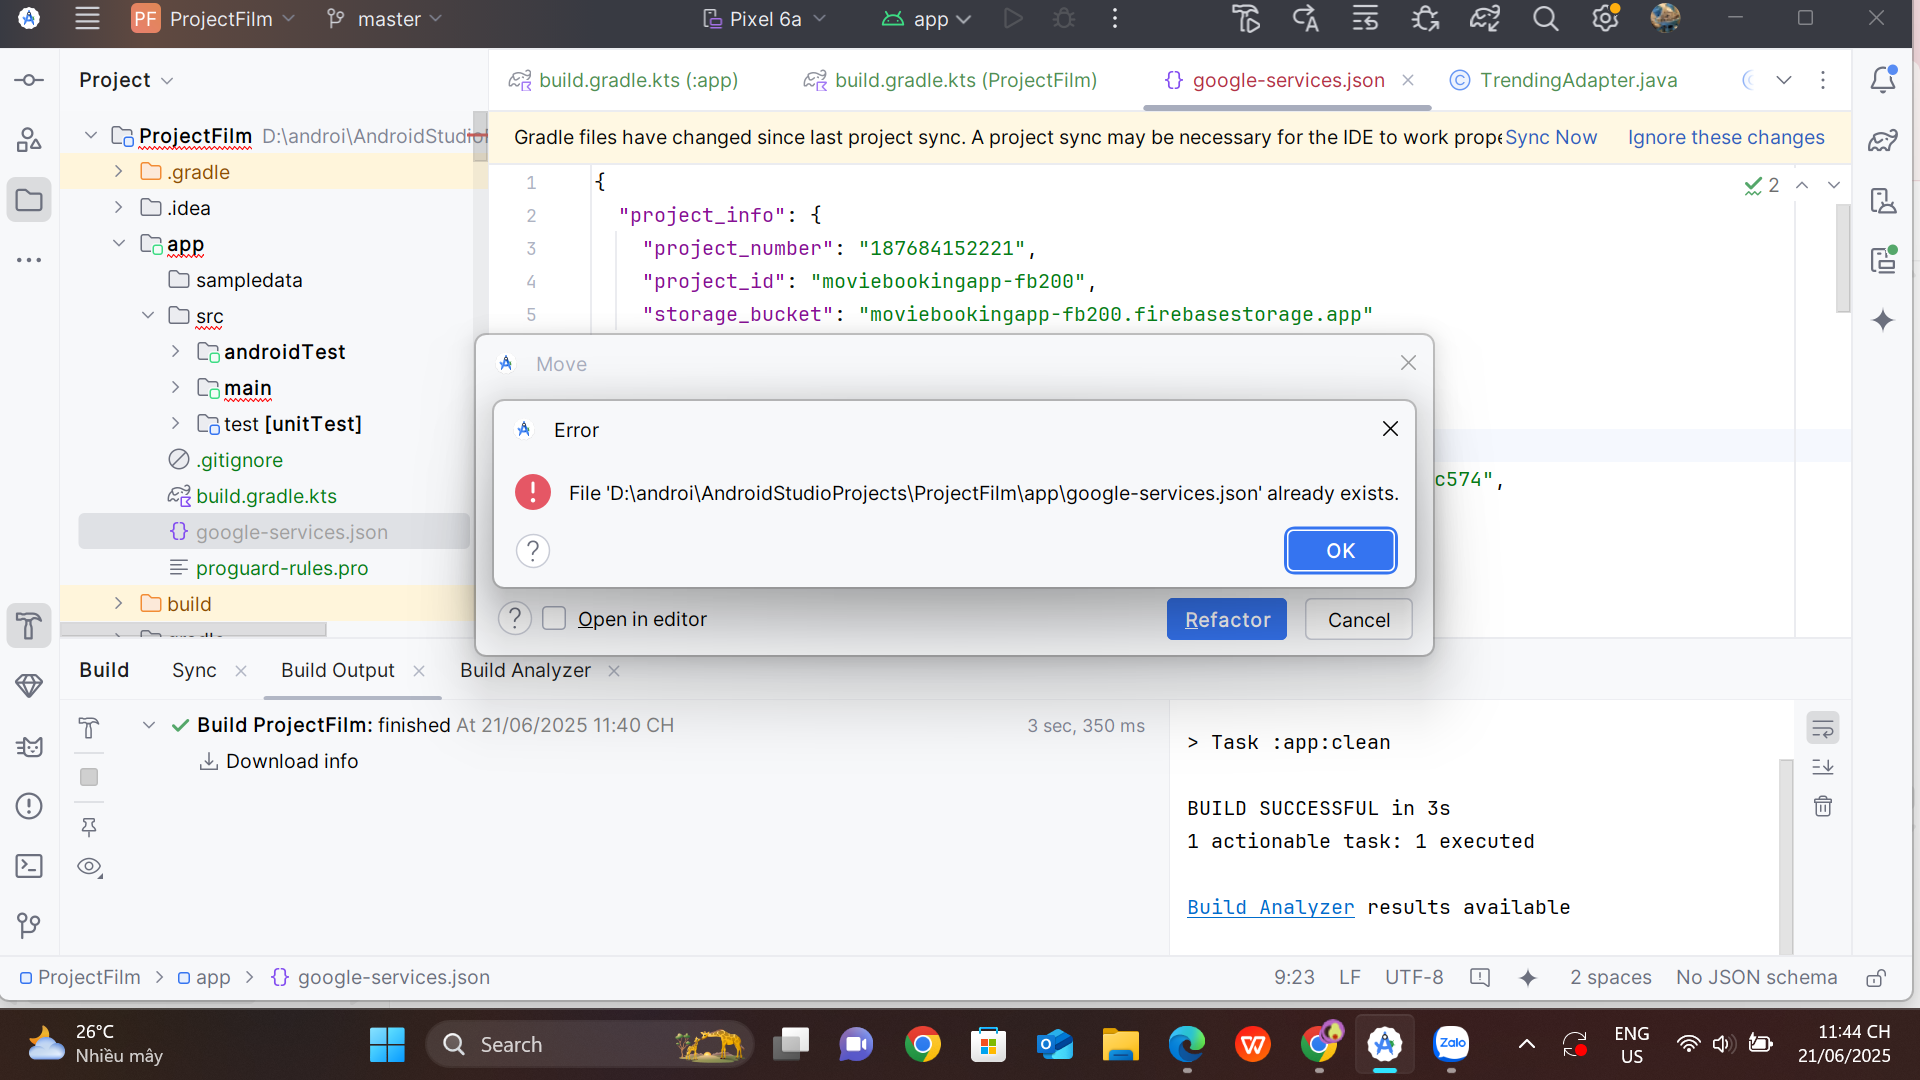 PF ProjectFilm master Pixel 6a app
Project
build.gradle.kts (:app) build.gradle.kts (ProjectFilm) google-services.json TrendingAdapter.java
Gradle files have changed since last project sync. A project sync may be necessary for the IDE to work prope Sync Now Ignore these changes
ProjectFilm D:\androi\AndroidStudio
.gradle
.idea
app
sampledata
src
androidTest
main
test [unitTest]
.gitignore
build.gradle.kts
google-services.json
proguard-rules.pro
build
gradle
2
1 {
2 "project_info": {
3 "project_number": "187684152221",
4 "project_id": "moviebookingapp-fb200",
5 "storage_bucket": "moviebookingapp-fb200.firebasestorage.app"
c574",
Move
Error
File 'D:\androi\AndroidStudioProjects\ProjectFilm\app\google-services.json' already exists.
? OK
? Open in editor Refactor Cancel
Build Sync Build Output Build Analyzer
Build ProjectFilm: finished At 21/06/2025 11:40 CH 3 sec, 350 ms
Download info
> Task :app:clean
BUILD SUCCESSFUL in 3s
1 actionable task: 1 executed
Build Analyzer results available
ProjectFilm > app > google-services.json 9:23 LF UTF-8 2 spaces No JSON schema
26°C
Nhiều mây
Search
Zalo
ENG
US
11:44 CH
21/06/2025